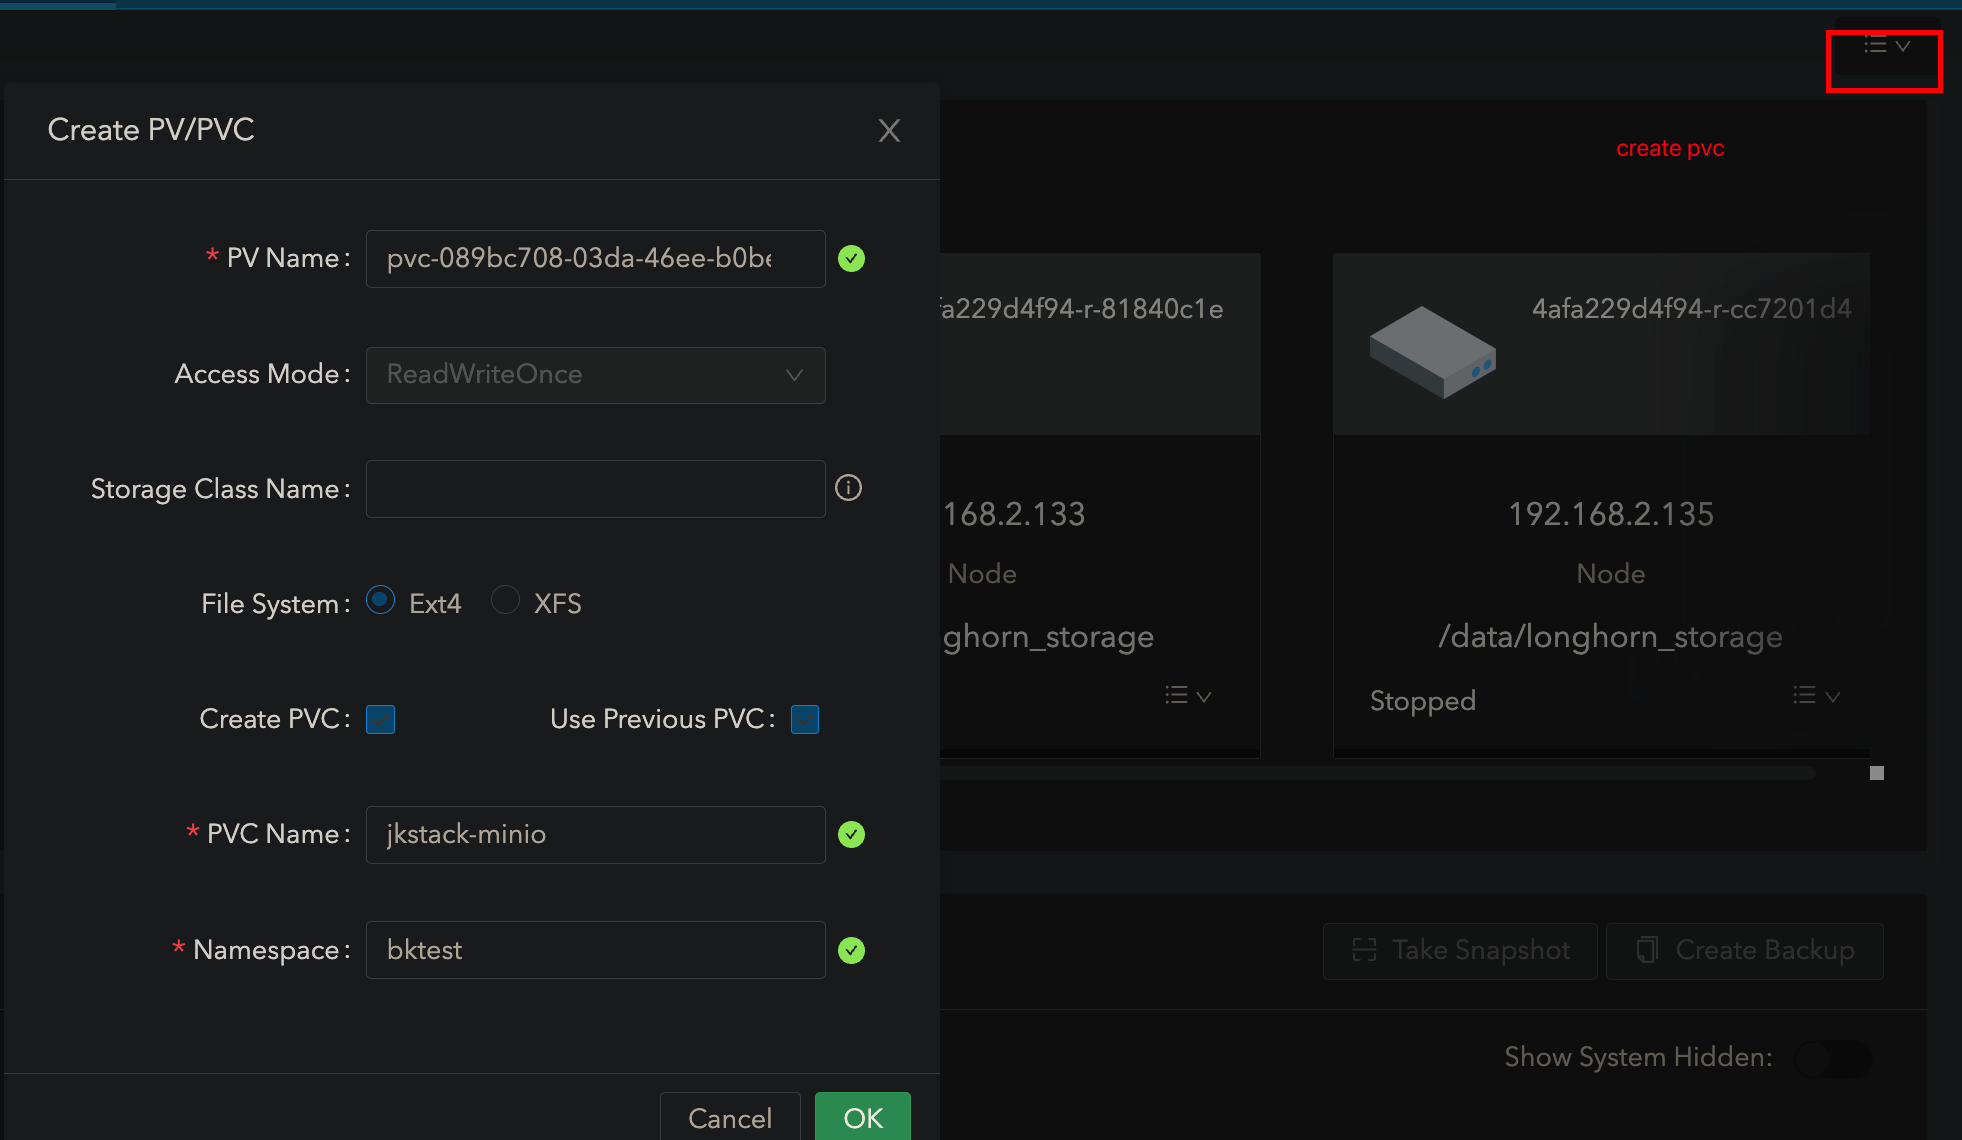 Create PV/PVC
create pvc
* PV Name: pvc-089bc708-03da-46ee-b0be
Access Mode: ReadWriteOnce
Storage Class Name:
File System: Ext4 XFS
Create PVC: Use Previous PVC:
* PVC Name: jkstack-minio
* Namespace: bktest
Cancel OK
fa229d4f94-r-81840c1e
168.2.133
Node
ghorn_storage
4afa229d4f94-r-cc7201d4
192.168.2.135
Node
/data/longhorn_storage
Stopped
Take Snapshot Create Backup
Show System Hidden: